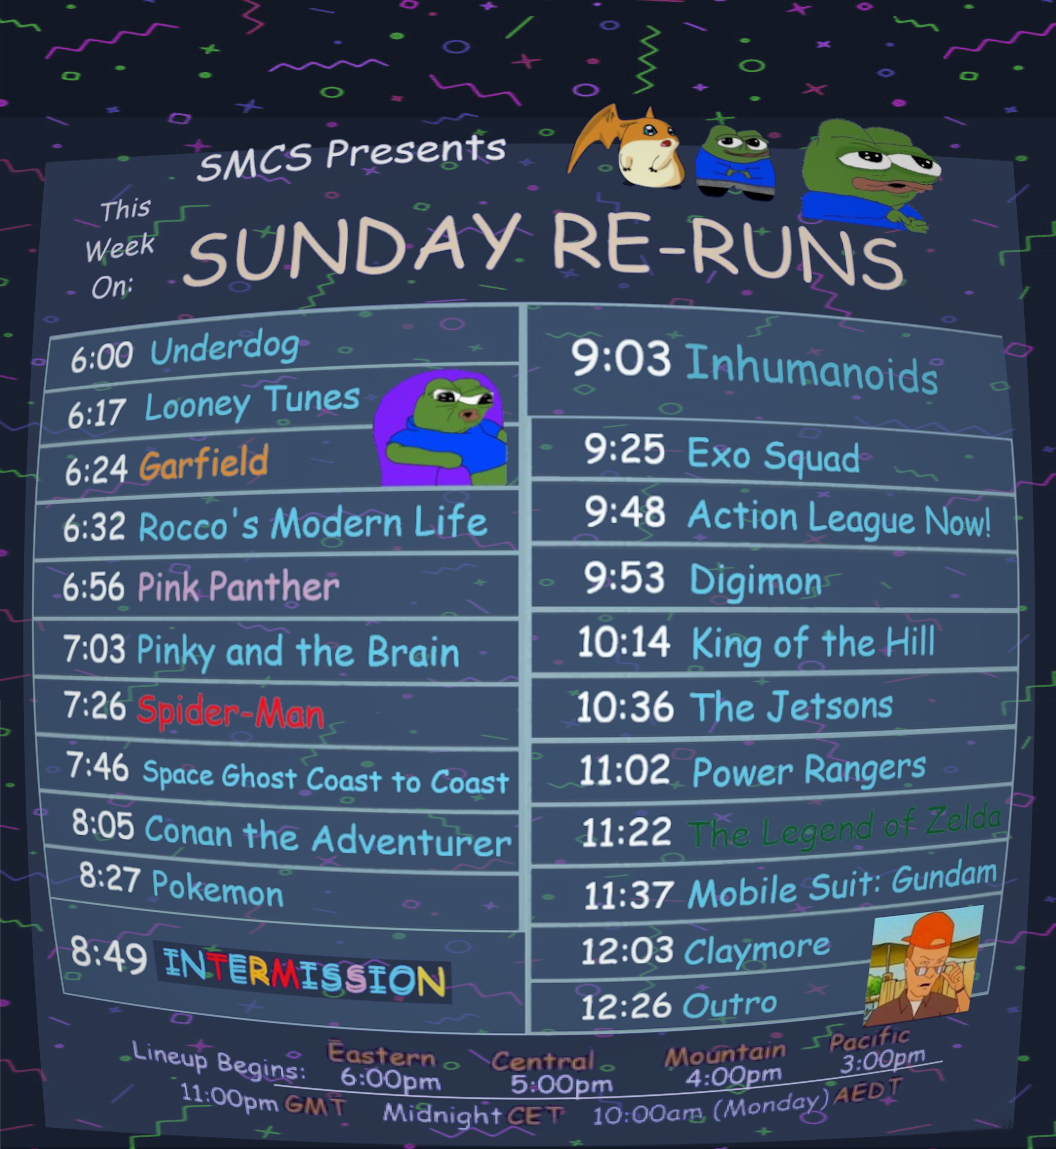 SMCS Presents
This
Week
On:
SUNDAY RE-RUNS
6:00 Underdog
6:17 Looney Tunes
6:24 Garfield
6:32 Rocco's Modern Life
6:56 Pink Panther
7:03 Pinky and the Brain
7:26 Spider-Man
7:46 Space Ghost Coast to Coast
8:05 Conan the Adventurer
8:27 Pokemon
8:49 INTERMISSION
9:03 Inhumanoids
9:25 Exo Squad
9:48 Action League Now!
9:53 Digimon
10:14 King of the Hill
10:36 The Jetsons
11:02 Power Rangers
11:22 The Legend of Zelda
11:37 Mobile Suit: Gundam
12:03 Claymore
12:26 Outro
Lineup Begins: Eastern Central Mountain Pacific
6:00pm 5:00pm 4:00pm 3:00pm
11:00pm GMT Midnight CET 10:00am (Monday) AEDT